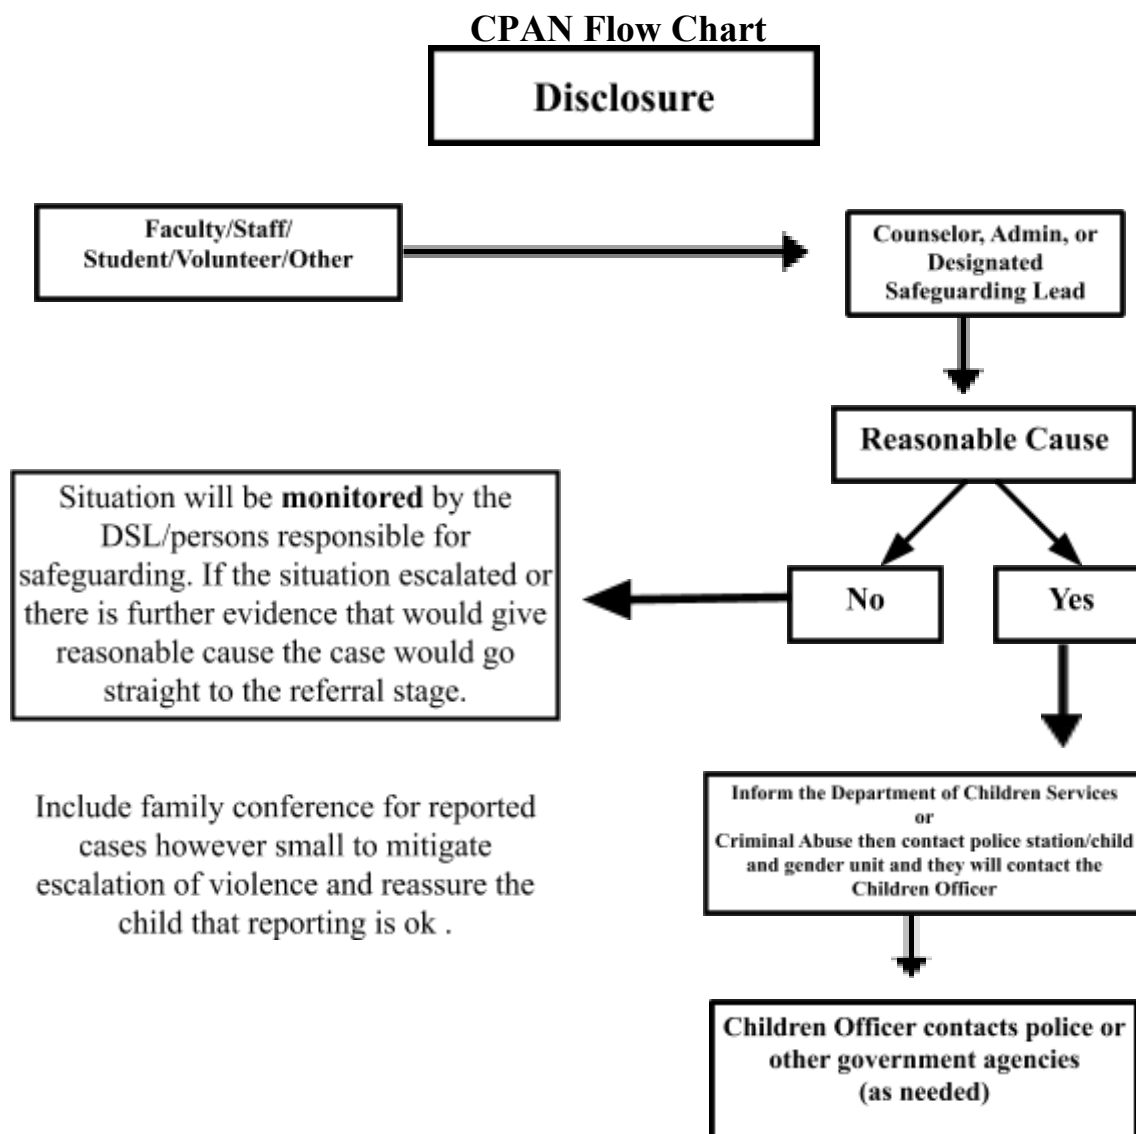 CPAN Flow Chart
Disclosure
Faculty/Staff/
Student/Volunteer/Other
Counselor, Admin, or
Designated
Safeguarding Lead
Reasonable Cause
No
Yes
Situation will be monitored by the
DSL/persons responsible for
safeguarding. If the situation escalated or
there is further evidence that would give
reasonable cause the case would go
straight to the referral stage.
Include family conference for reported
cases however small to mitigate
escalation of violence and reassure the
child that reporting is ok .
Inform the Department of Children Services
or
Criminal Abuse then contact police station/child
and gender unit and they will contact the
Children Officer
Children Officer contacts police or
other government agencies
(as needed)